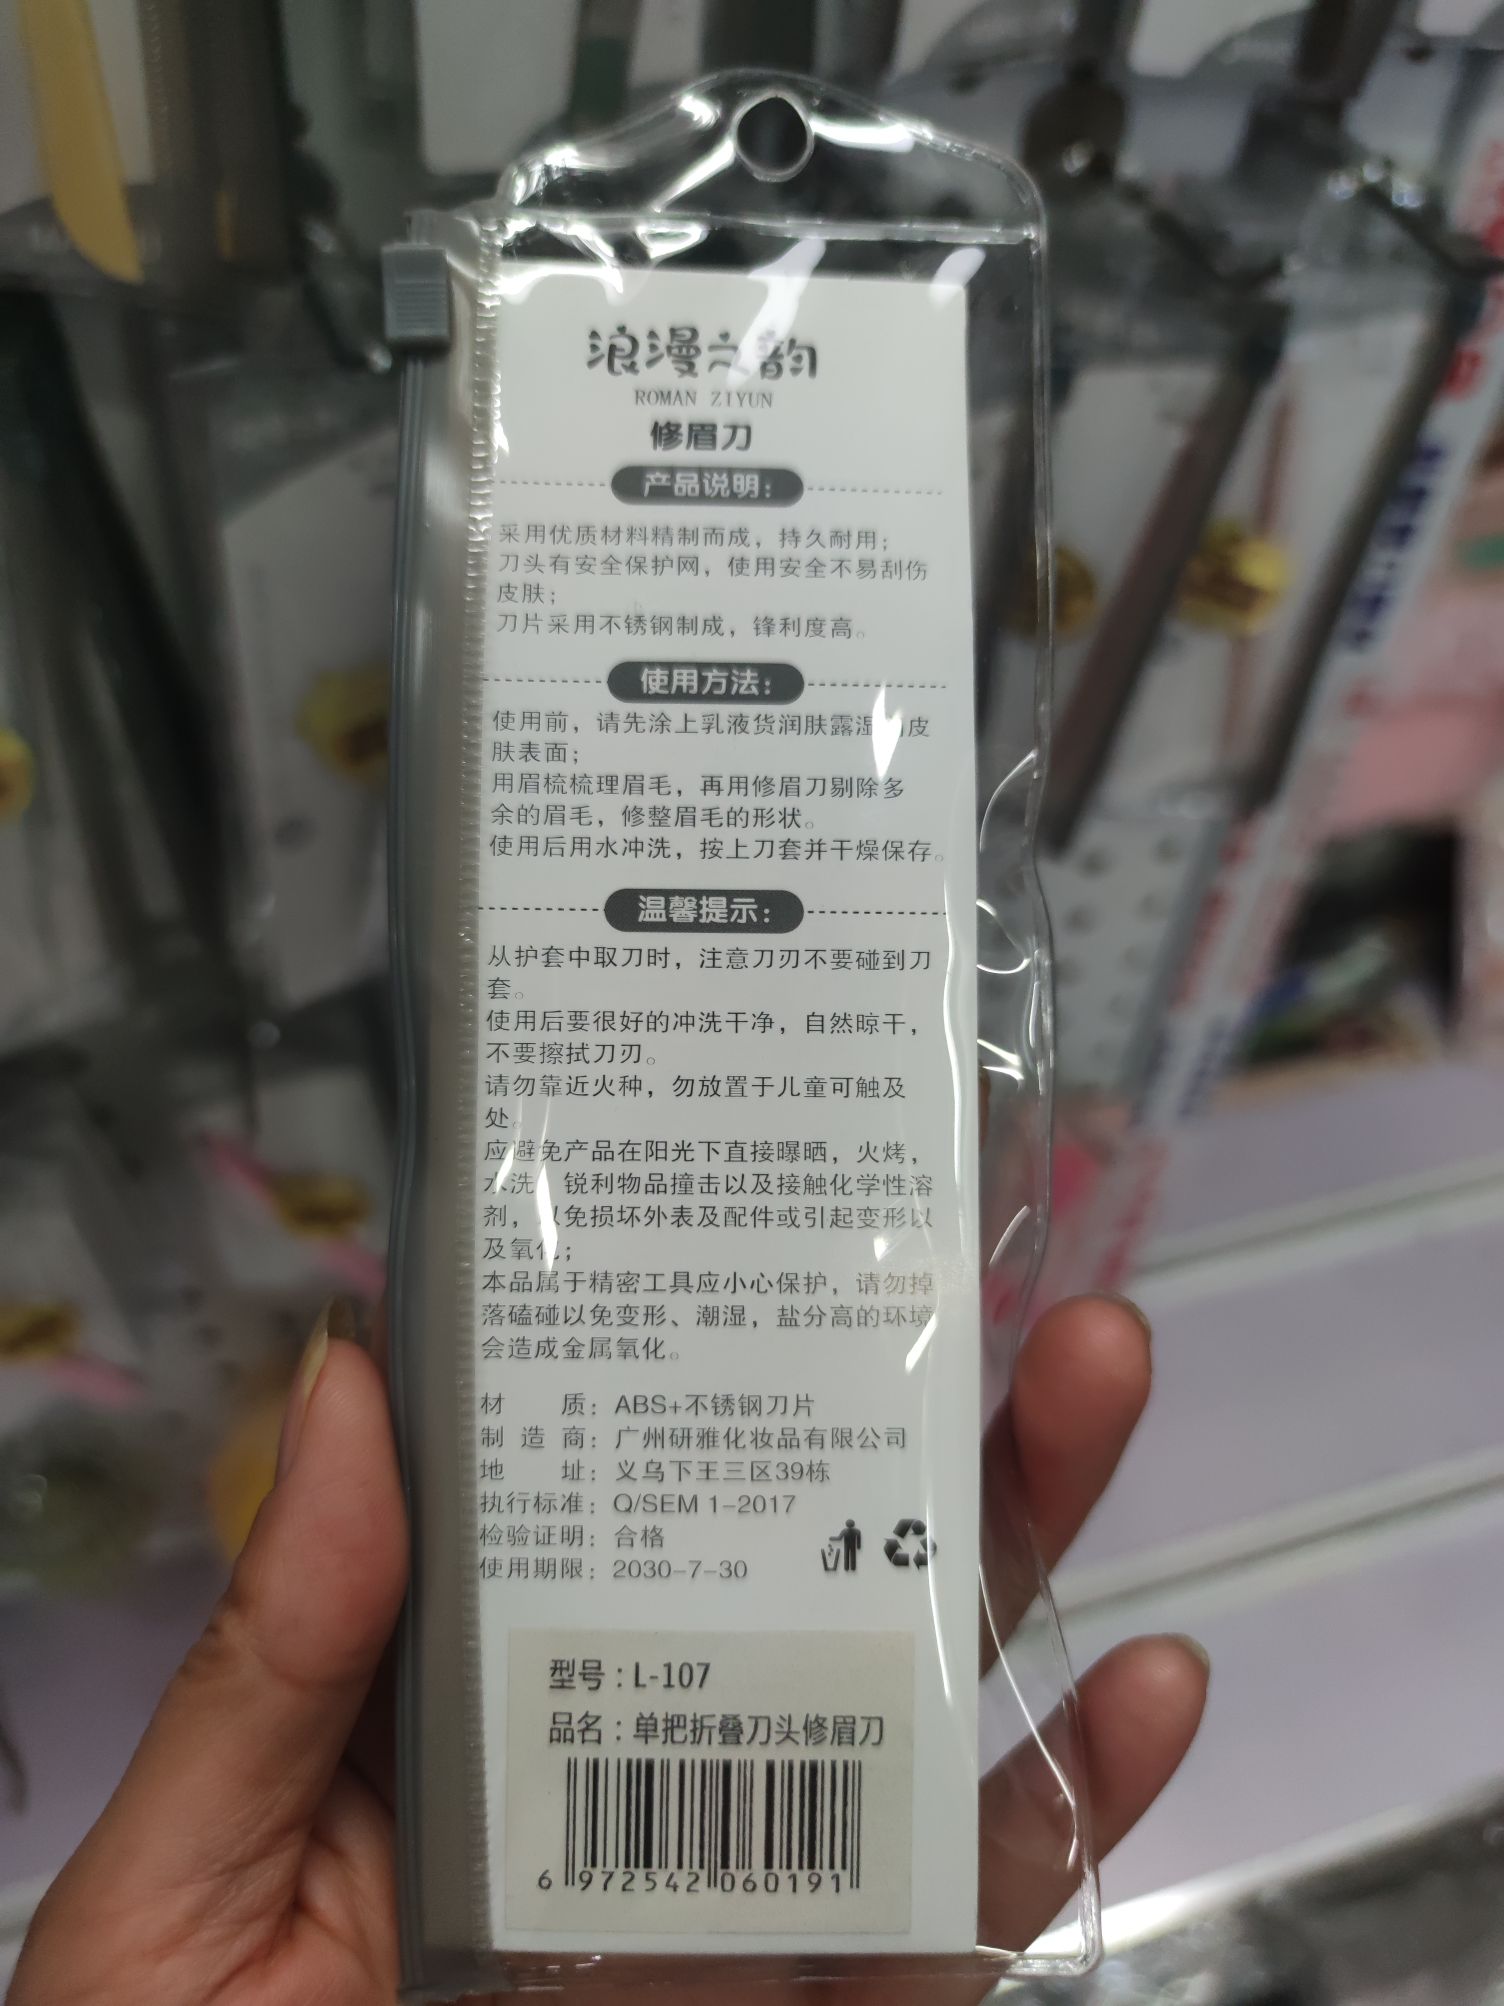 浪漫之韵
ROMAN ZIYUN
修眉刀
产品说明：
采用优质材料精制而成，持久耐用；
刀头有安全保护网，使用安全不易刮伤
皮肤；
刀片采用不锈钢制成，锋利度高。
使用方法：
使用前，请先涂上乳液货润肤露湿皮
肤表面；
用眉梳梳理眉毛，再用修眉刀剔除多
余的眉毛，修整眉毛的形状。
使用后用水冲洗，按上刀套并干燥保存。
温馨提示：
从护套中取刀时，注意刀刃不要碰到刀
套。
使用后要很好的冲洗干净，自然晾干，
不要擦拭刀刃。
请勿靠近火种，勿放置于儿童可触及
处。
应避免产品在阳光下直接曝晒，火烤，
水洗，锐利物品撞击以及接触化学性溶
剂，以免损坏外表及配件或引起变形以
及氧化；
本品属于精密工具应小心保护，请勿掉
落磕碰以免变形、潮湿，盐分高的环境
会造成金属氧化。
材质：ABS+不锈钢刀片
制造商：广州研雅化妆品有限公司
地址：义乌下王三区39栋
执行标准：Q/SEM 1-2017
检验证明：合格
使用期限：2030-7-30
型号：L-107
品名：单把折叠刀头修眉刀
6 972542 060191